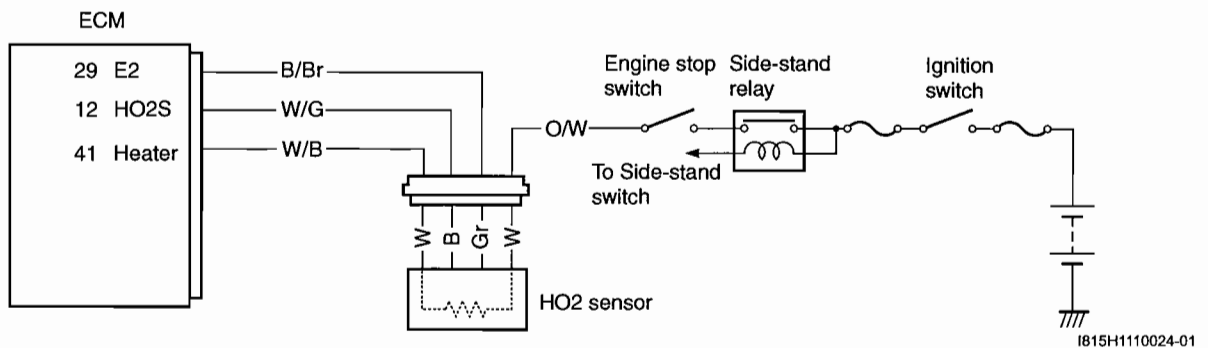 ECM
29 E2
12 HO2S
41 Heater
B/Br
W/G
W/B
O/W
Engine stop
switch
Side-stand
relay
Ignition
switch
To Side-stand
switch
W
B
Gr
W
HO2 sensor
I815H1110024-01